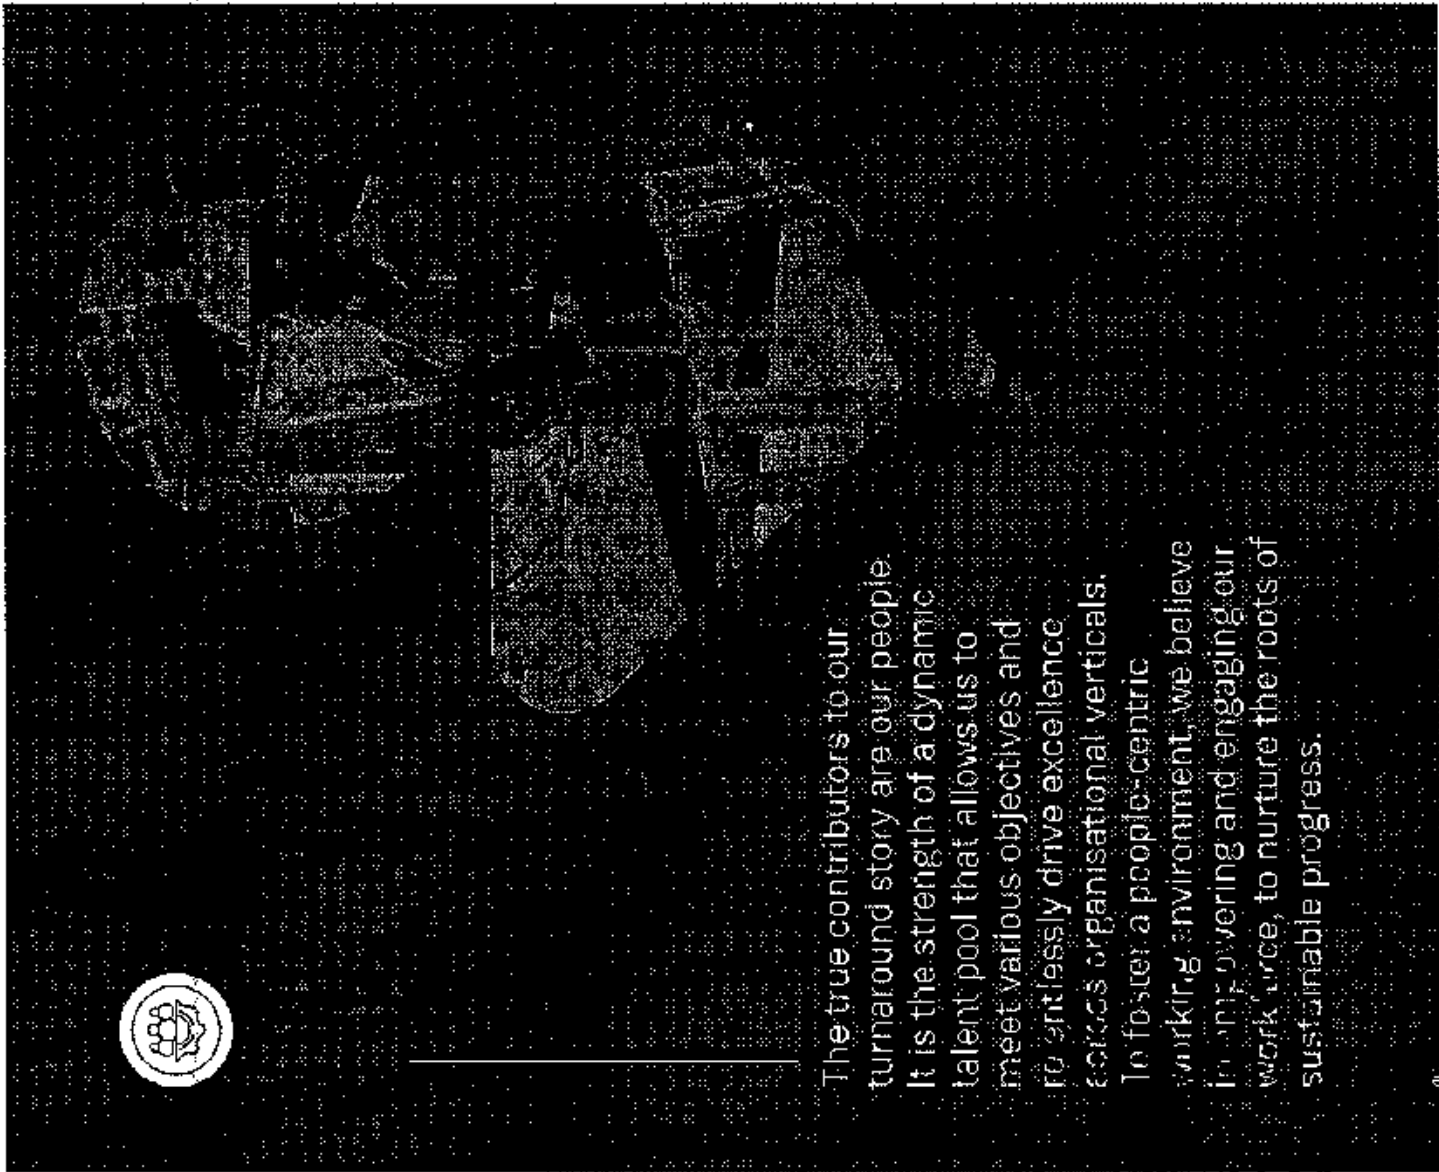 The true contributors to our
turnaround story are our people.
It is the strength of a dynamic
talent pool that allows us to
meet various objectives and
relentlessly drive excellence
across organisational verticals.
To foster a people-centric
working environment, we believe
in empowering and engaging our
workforce, to nurture the roots of
sustainable progress.